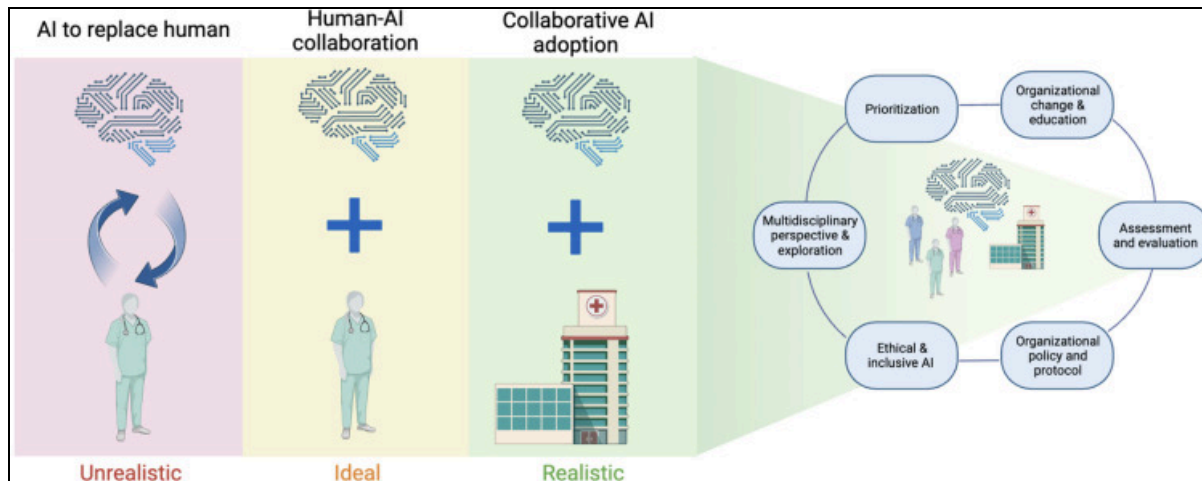 AI to replace human
Human-AI
collaboration
Collaborative AI
adoption
Unrealistic
Ideal
Realistic
Prioritization
Organizational
change &
education
Multidisciplinary
perspective &
exploration
Assessment
and evaluation
Ethical &
inclusive AI
Organizational
policy and
protocol